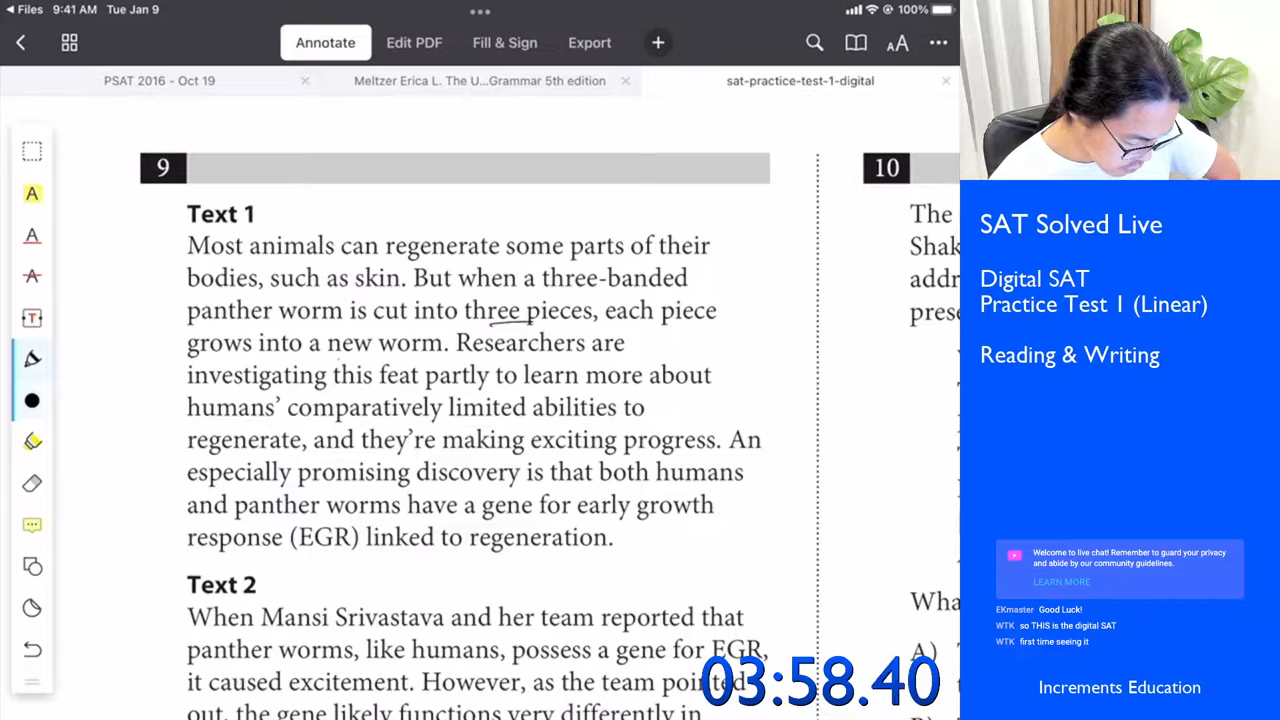 Files 9:41 AM Tue Jan 9 100%
Annotate Edit PDF Fill & Sign Export
PSAT 2016 - Oct 19 Meltzer Erica L. The U...Grammar 5th edition sat-practice-test-1-digital
9
Text 1
Most animals can regenerate some parts of their
bodies, such as skin. But when a three-banded
panther worm is cut into three pieces, each piece
grows into a new worm. Researchers are
investigating this feat partly to learn more about
humans’ comparatively limited abilities to
regenerate, and they’re making exciting progress. An
especially promising discovery is that both humans
and panther worms have a gene for early growth
response (EGR) linked to regeneration.
Text 2
When Mansi Srivastava and her team reported that
panther worms, like humans, possess a gene for EGR,
it caused excitement. However, as the team pointed
out, the gene likely functions very differently in
10
The
Shak
addr
prese
Wha
A)
03:58.40
SAT Solved Live
Digital SAT
Practice Test 1 (Linear)
Reading & Writing
Welcome to live chat! Remember to guard your privacy
and abide by our community guidelines.
LEARN MORE
EKmaster Good Luck!
WTK so THIS is the digital SAT
WTK first time seeing it
Increments Education